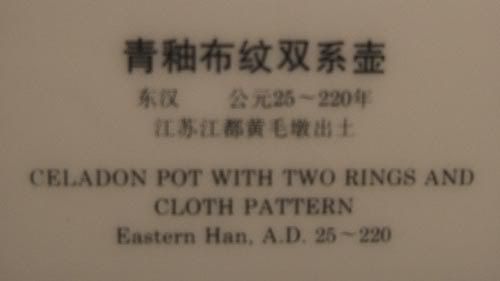 青釉布纹双系壶
东汉 公元25～220年
江苏江都黄毛墩出土
CELADON POT WITH TWO RINGS AND
CLOTH PATTERN
Eastern Han, A.D. 25～220